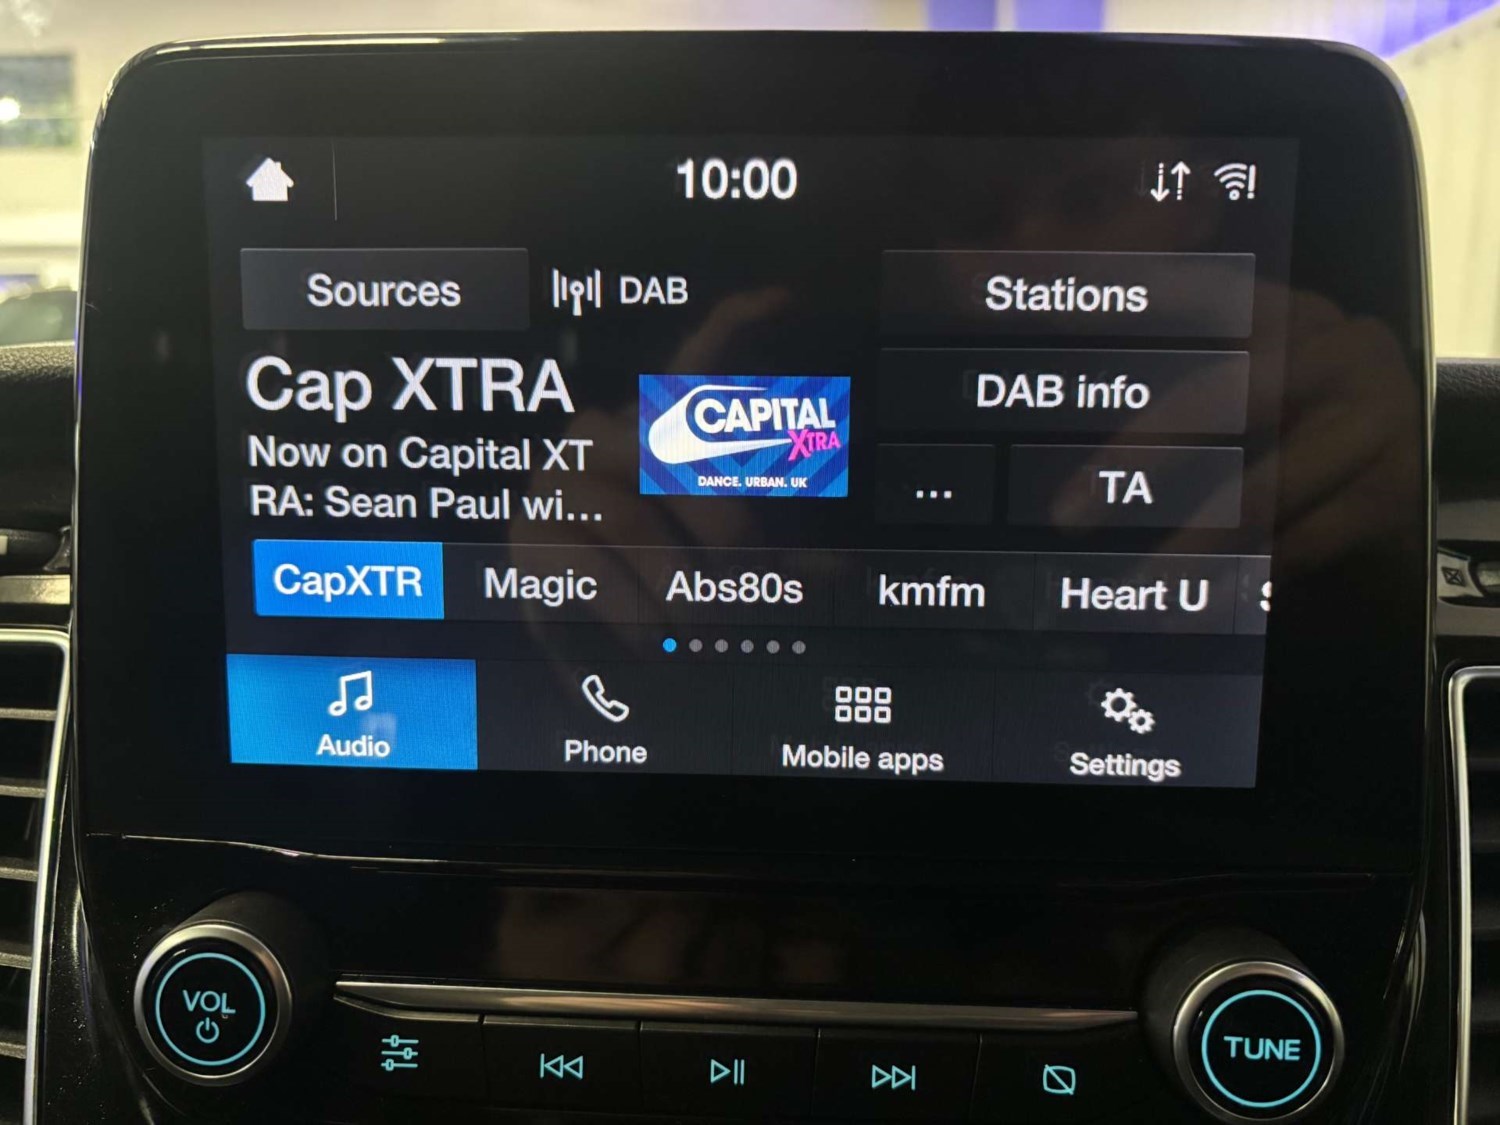 10:00
Sources
DAB
Stations
Cap XTRA
Now on Capital XT
RA: Sean Paul wi...
CAPITAL
XTRA
DANCE. URBAN. UK
DAB info
...
TA
CapXTR
Magic
Abs80s
kmfm
Heart U
Audio
Phone
Mobile apps
Settings
VOL
TUNE